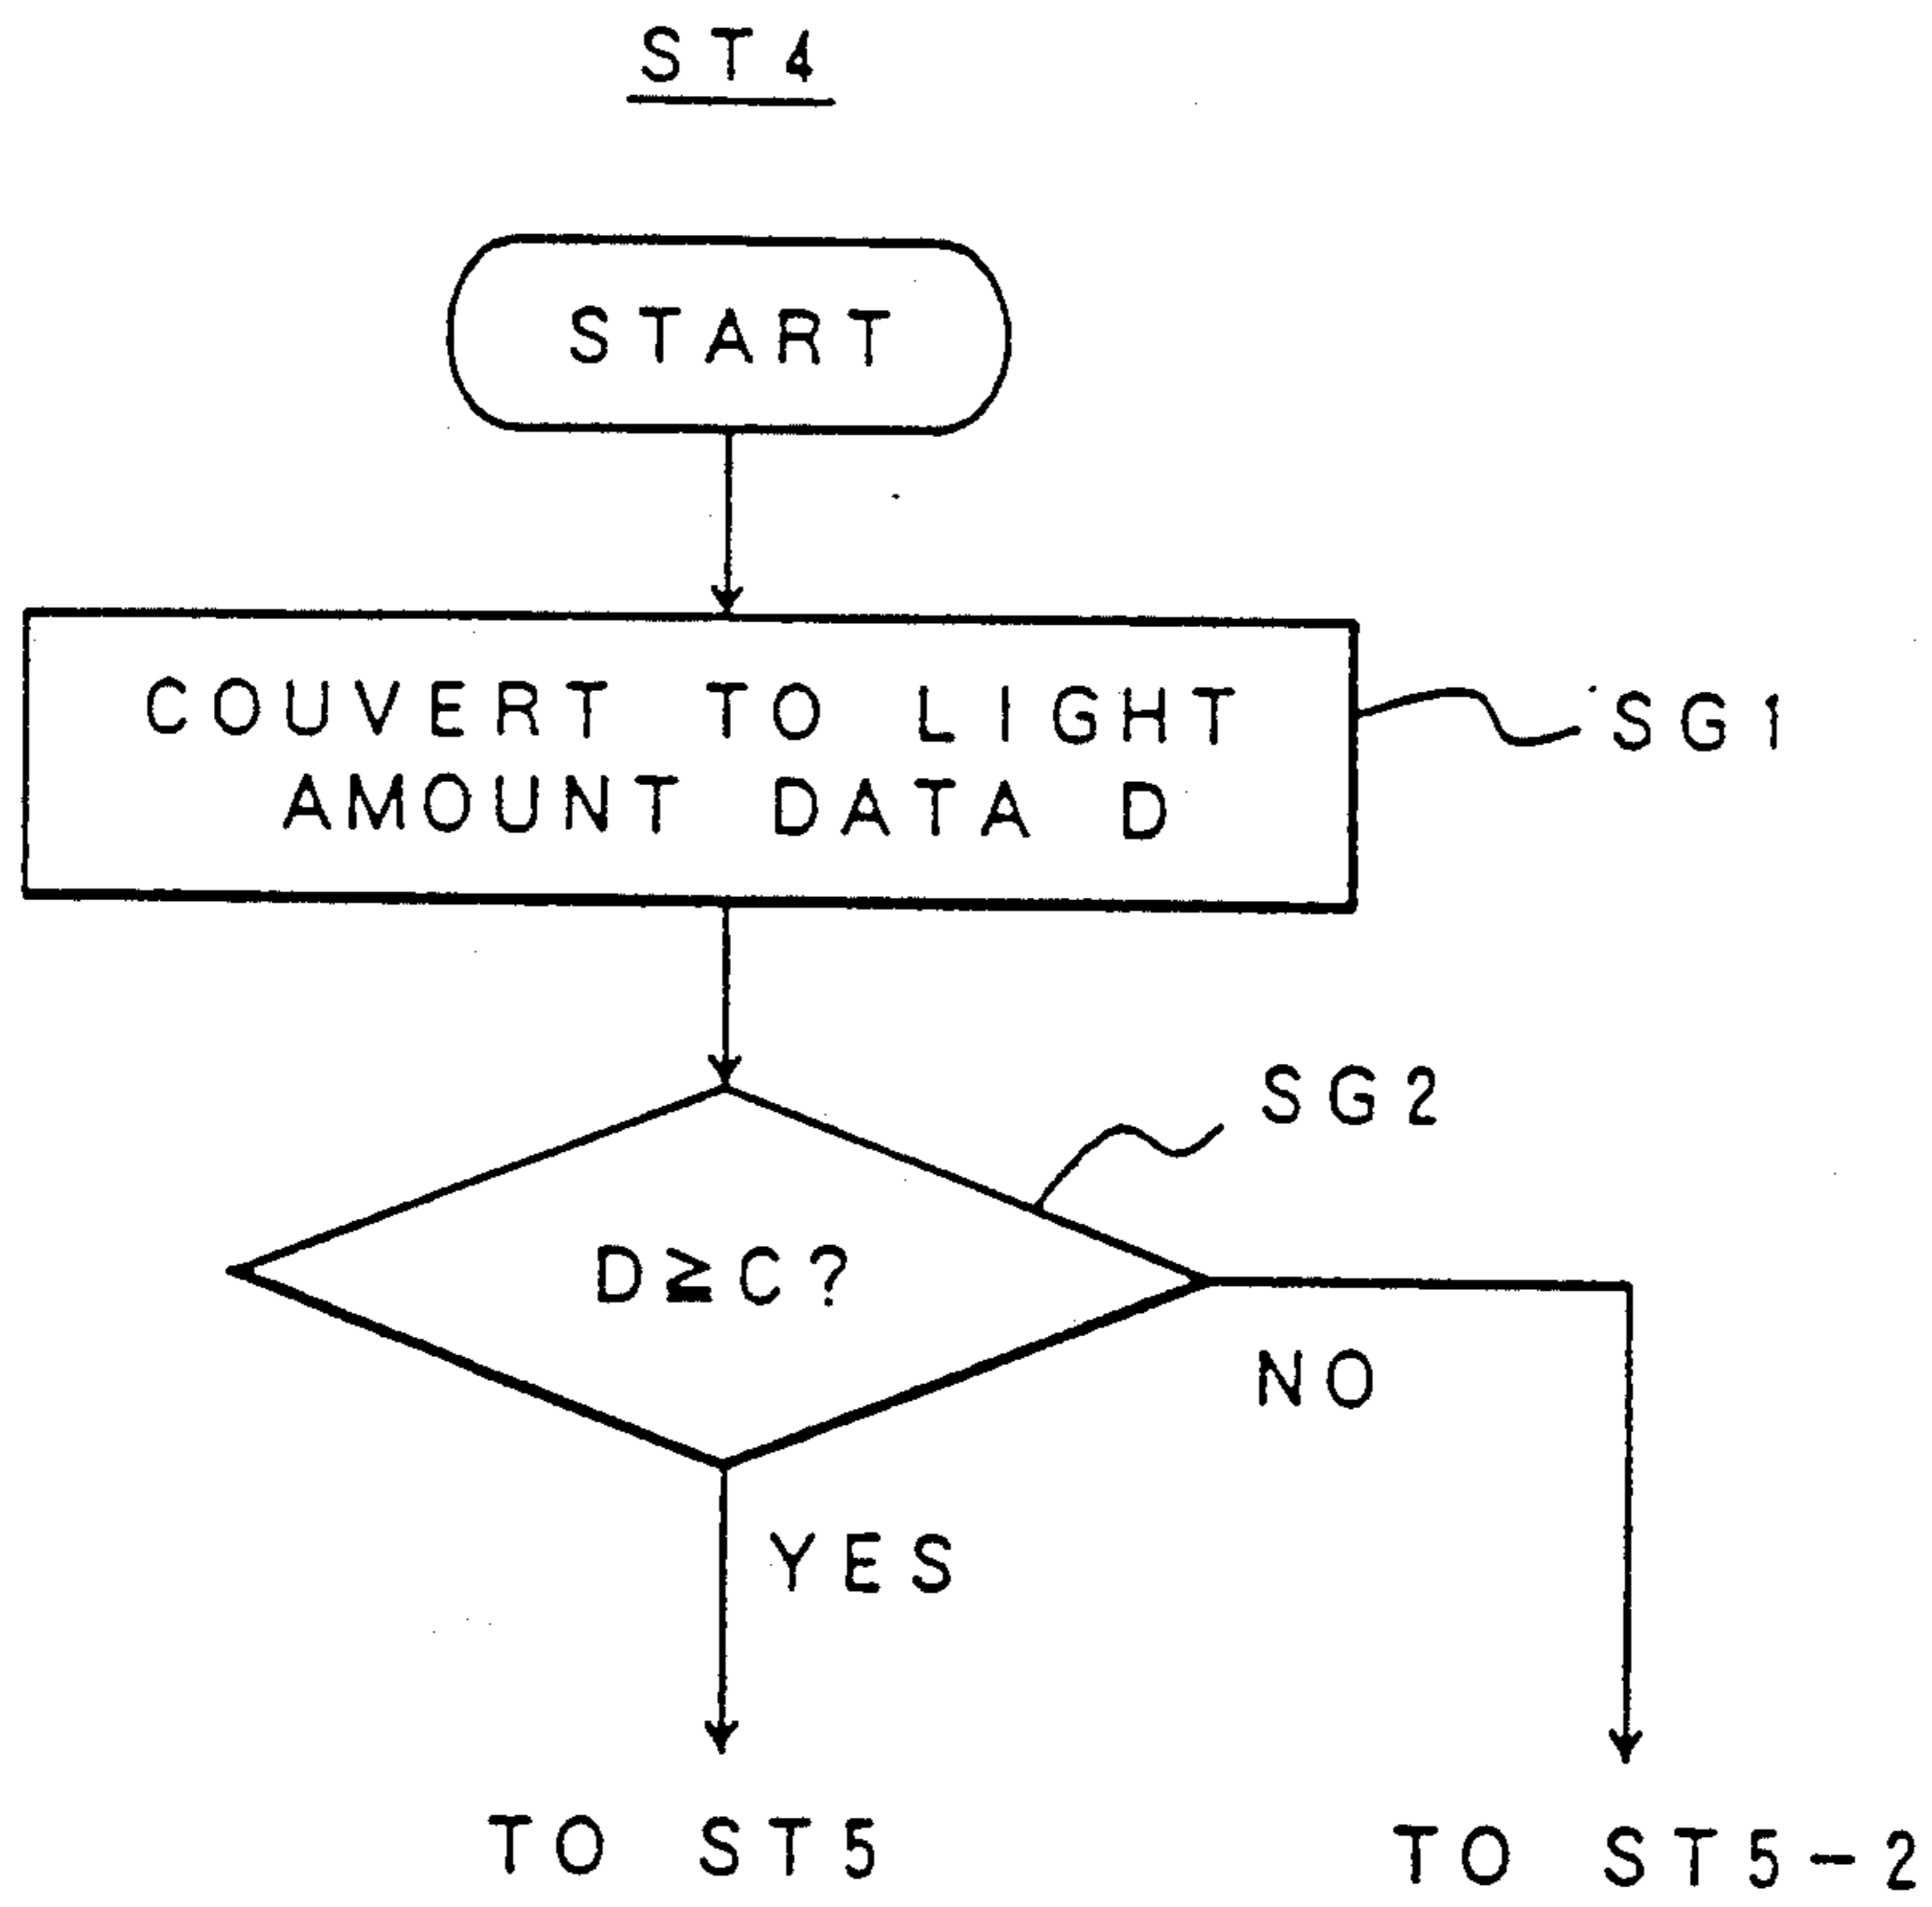 ST4
START
COUVERT TO LIGHT
AMOUNT DATA D
SG1
SG2
D≧C?
NO
YES
TO ST5
TO ST5-2